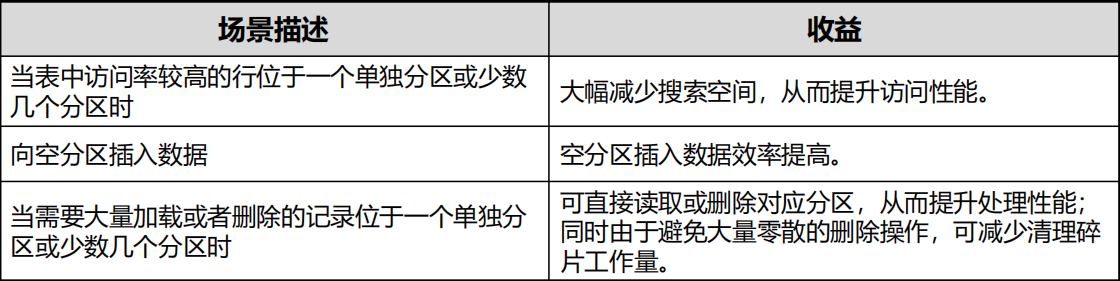 场景描述
收益
当表中访问率较高的行位于一个单独分区或少数
几个分区时
大幅减少搜索空间，从而提升访问性能。
向空分区插入数据
空分区插入数据效率提高。
当需要大量加载或者删除的记录位于一个单独分
区或少数几个分区时
可直接读取或删除对应分区，从而提升处理性能；
同时由于避免大量零散的删除操作，可减少清理碎
片工作量。